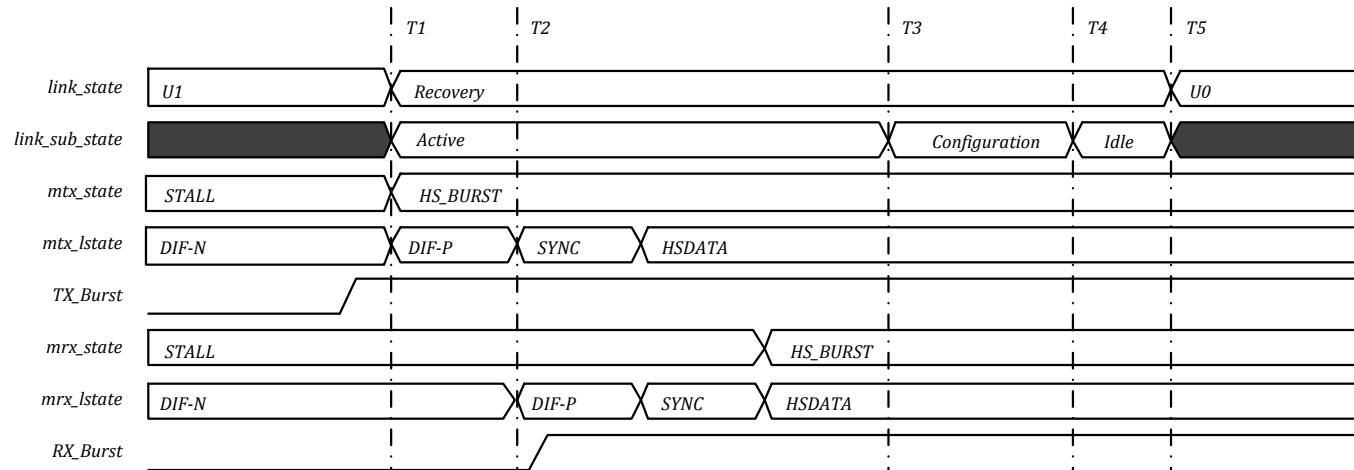 T1 T2 T3 T4 T5
link_state U1 Recovery U0
link_sub_state Active Configuration Idle
mtx_state STALL HS_BURST
mtx_lstate DIF-N DIF-P SYNC HSDATA
TX_Burst
mrx_state STALL HS_BURST
mrx_lstate DIF-N DIF-P SYNC HSDATA
RX_Burst